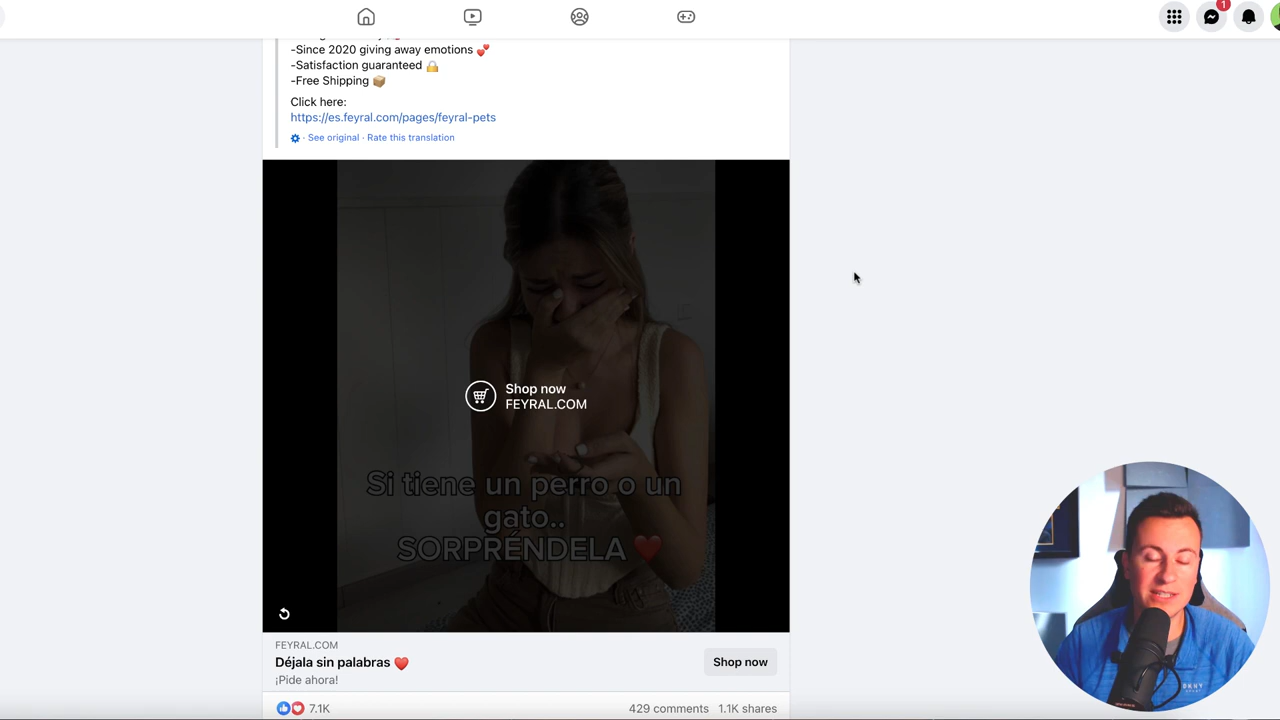 1
-Since 2020 giving away emotions 💕
-Satisfaction guaranteed 🔒
-Free Shipping 📦
Click here:
https://es.feyral.com/pages/feyral-pets
· See original · Rate this translation
Shop now
FEYRAL.COM
Si tiene un perro o un
gato..
SORPRÉNDELA ❤️
FEYRAL.COM
Déjala sin palabras ❤️
¡Pide ahora!
Shop now
7.1K
429 comments 1.1K shares
DKNY